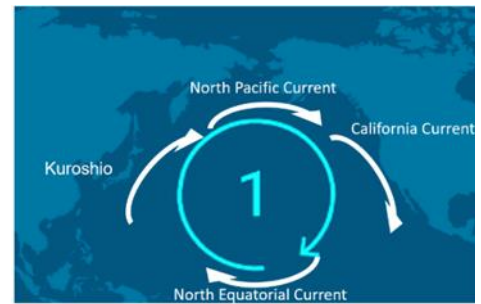 North Pacific Current
California Current
Kuroshio
1
North Equatorial Current